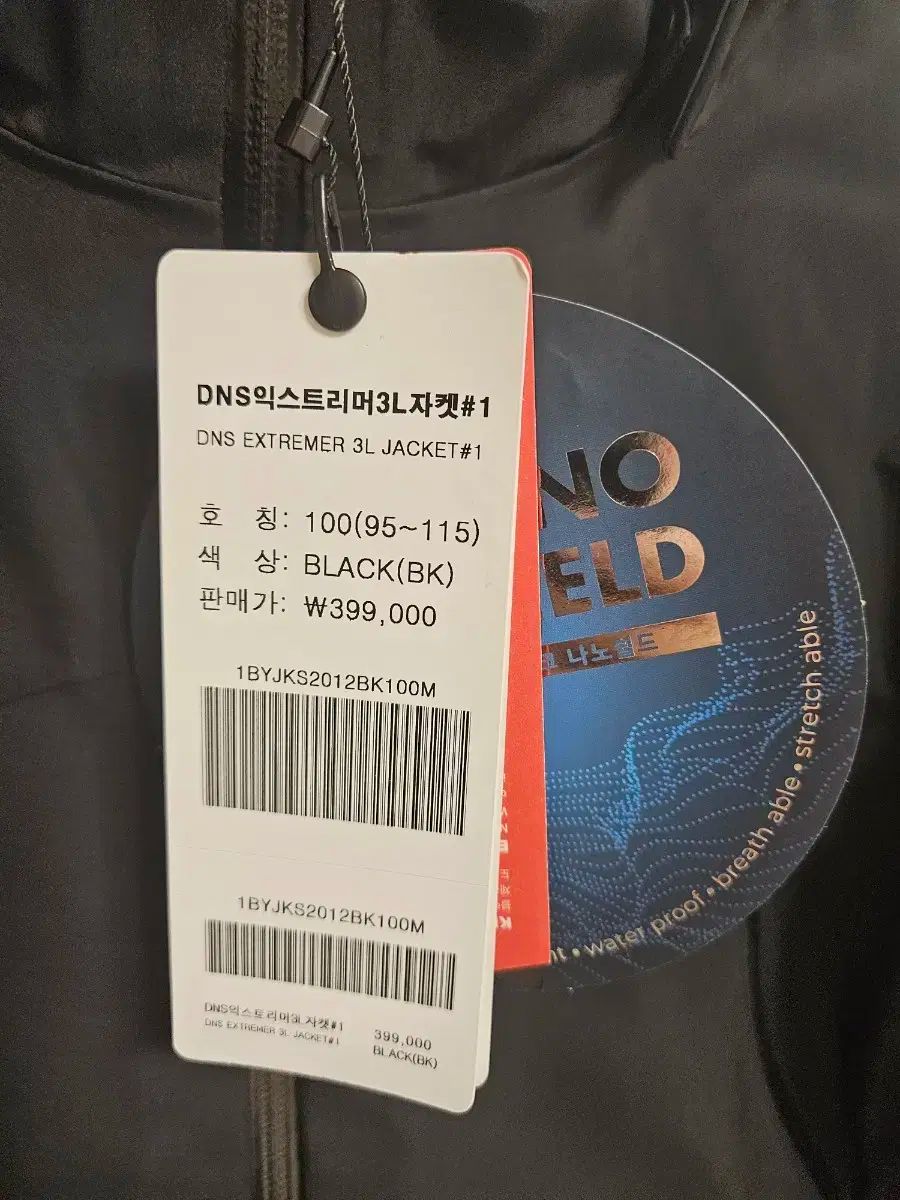 DNS익스트리머3L자켓#1
DNS EXTREMER 3L JACKET#1
호 칭: 100(95~115)
색 상: BLACK(BK)
판매가: ₩399,000
1BYJKS2012BK100M
1BYJKS2012BK100M
DNS익스트리머3L자켓#1
DNS EXTREMER 3L JACKET#1
399,000
BLACK(BK)
NO
ELD
나노쉴드
water proof • breath able • stretch able